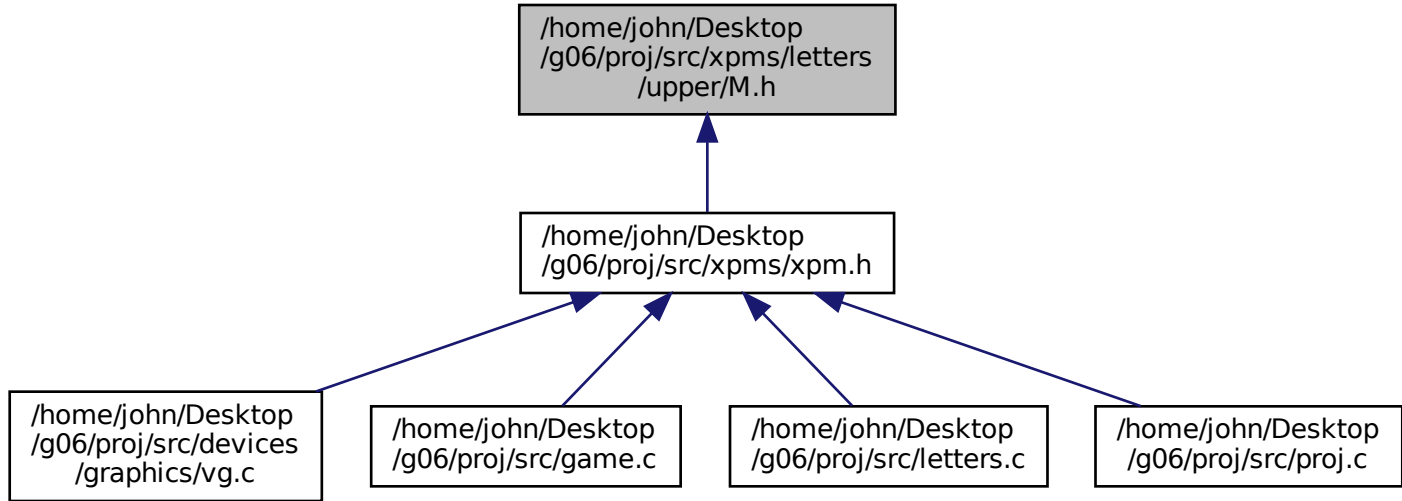 /home/john/Desktop
/g06/proj/src/xpms/letters
/upper/M.h
/home/john/Desktop
/g06/proj/src/xpms/xpm.h
/home/john/Desktop
/g06/proj/src/devices
/graphics/vg.c
/home/john/Desktop
/g06/proj/src/game.c
/home/john/Desktop
/g06/proj/src/letters.c
/home/john/Desktop
/g06/proj/src/proj.c